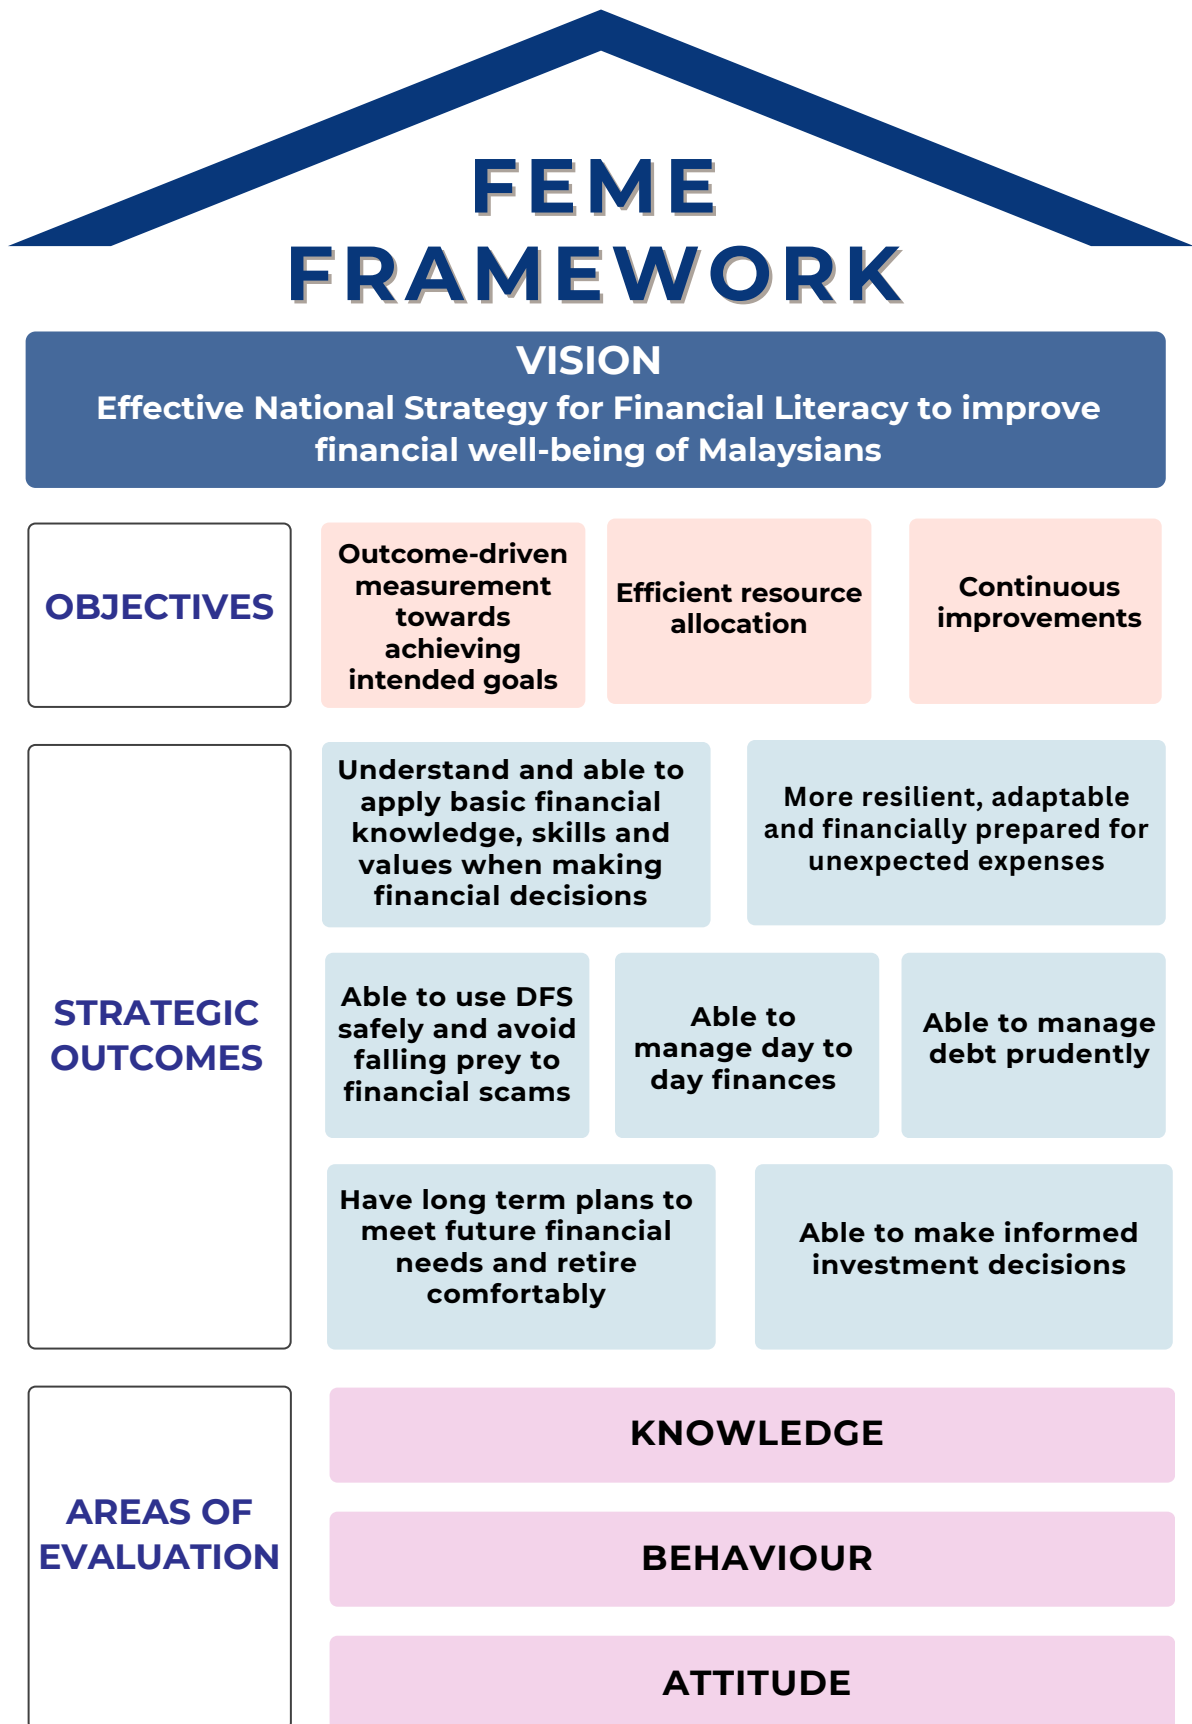 FEME
FRAMEWORK
VISION
Effective National Strategy for Financial Literacy to improve
financial well-being of Malaysians
OBJECTIVES
Outcome-driven
measurement
towards
achieving
intended goals
Efficient resource
allocation
Continuous
improvements
STRATEGIC
OUTCOMES
Understand and able to
apply basic financial
knowledge, skills and
values when making
financial decisions
More resilient, adaptable
and financially prepared for
unexpected expenses
Able to use DFS
safely and avoid
falling prey to
financial scams
Able to
manage day to
day finances
Able to manage
debt prudently
Have long term plans to
meet future financial
needs and retire
comfortably
Able to make informed
investment decisions
AREAS OF
EVALUATION
KNOWLEDGE
BEHAVIOUR
ATTITUDE